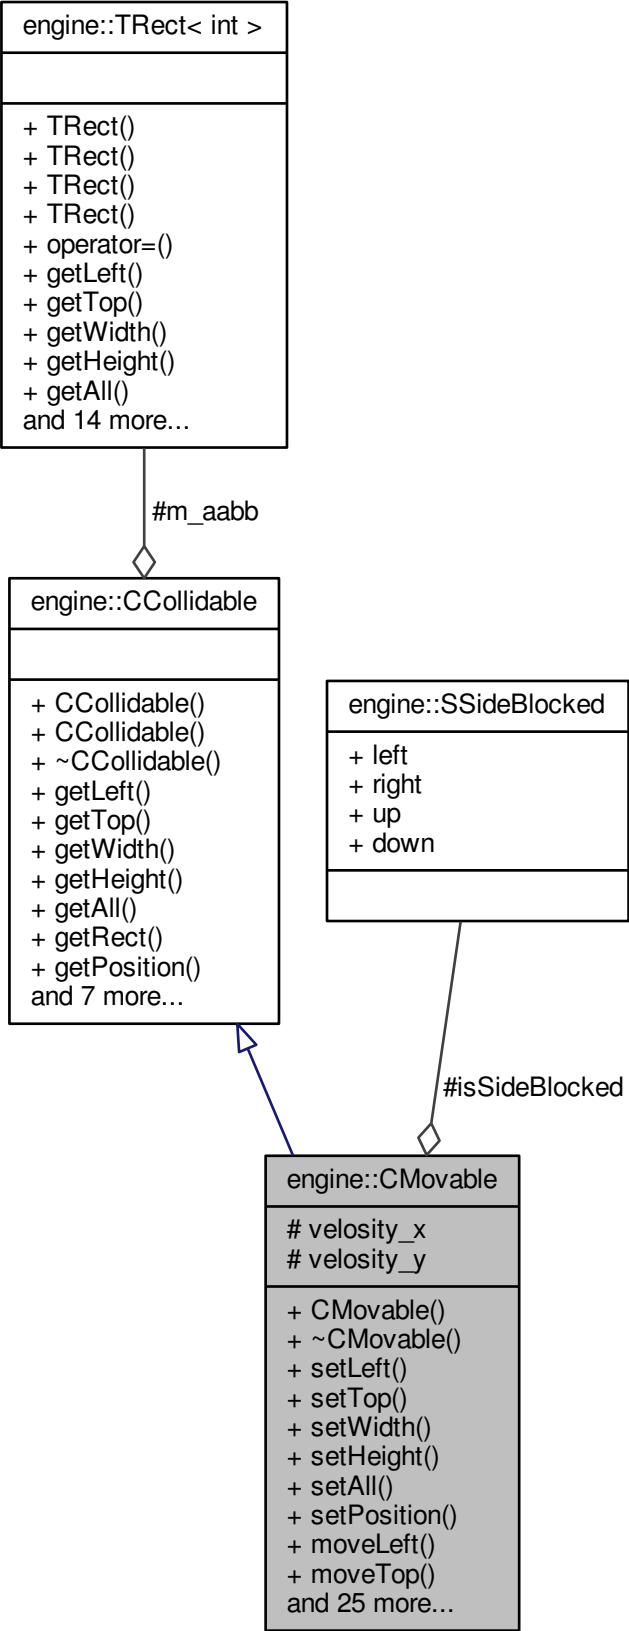 engine::TRect< int >
+ TRect()
+ TRect()
+ TRect()
+ TRect()
+ operator=()
+ getLeft()
+ getTop()
+ getWidth()
+ getHeight()
+ getAll()
and 14 more...
#m_aabb
engine::CCollidable
+ CCollidable()
+ CCollidable()
+ ~CCollidable()
+ getLeft()
+ getTop()
+ getWidth()
+ getHeight()
+ getAll()
+ getRect()
+ getPosition()
and 7 more...
engine::SSideBlocked
+ left
+ right
+ up
+ down
#isSideBlocked
engine::CMovable
# velosity_x
# velosity_y
+ CMovable()
+ ~CMovable()
+ setLeft()
+ setTop()
+ setWidth()
+ setHeight()
+ setAll()
+ setPosition()
+ moveLeft()
+ moveTop()
and 25 more...